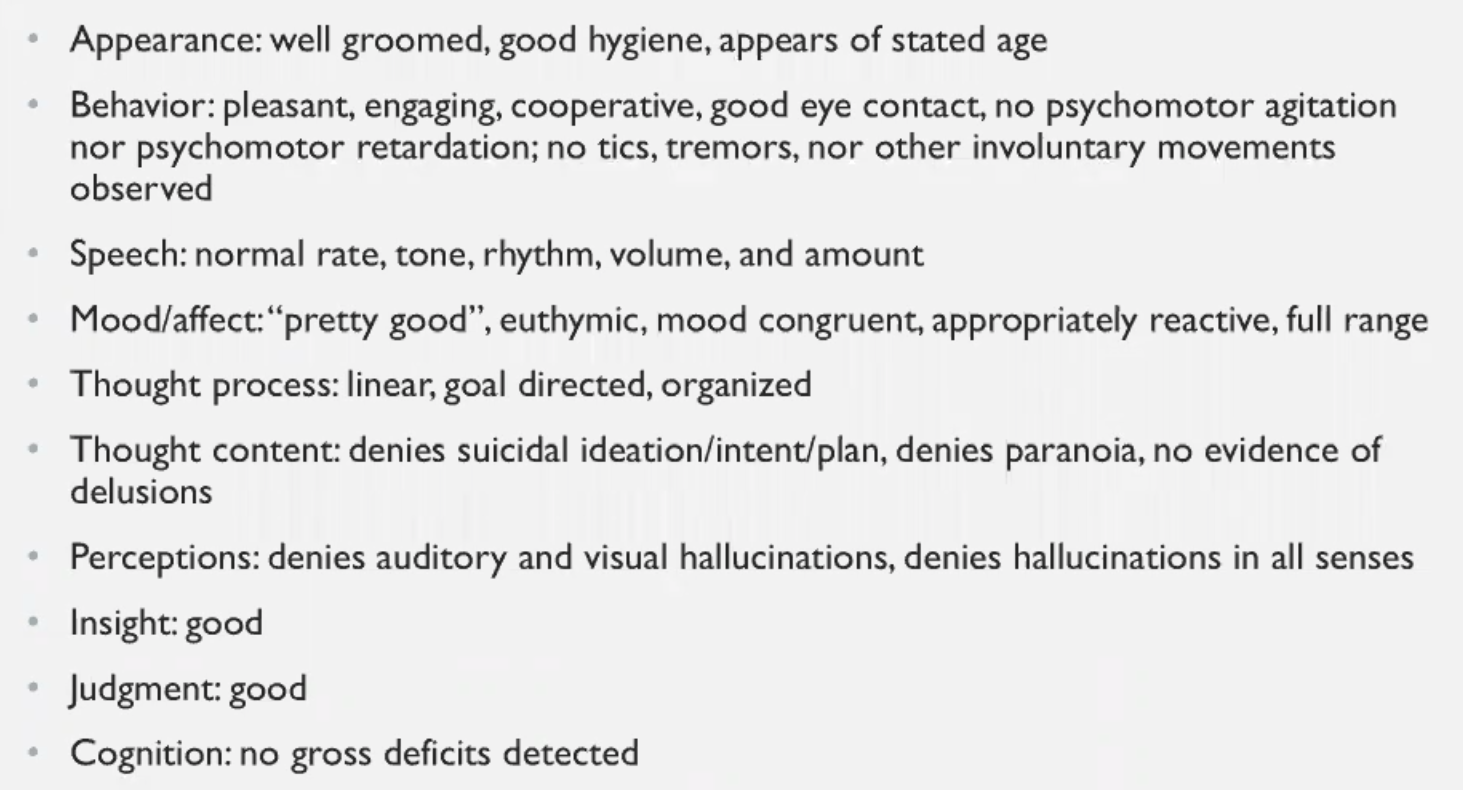 • Appearance: well groomed, good hygiene, appears of stated age
• Behavior: pleasant, engaging, cooperative, good eye contact, no psychomotor agitation
nor psychomotor retardation; no tics, tremors, nor other involuntary movements
observed
• Speech: normal rate, tone, rhythm, volume, and amount
• Mood/affect: “pretty good”, euthymic, mood congruent, appropriately reactive, full range
• Thought process: linear, goal directed, organized
• Thought content: denies suicidal ideation/intent/plan, denies paranoia, no evidence of
delusions
• Perceptions: denies auditory and visual hallucinations, denies hallucinations in all senses
• Insight: good
• Judgment: good
• Cognition: no gross deficits detected